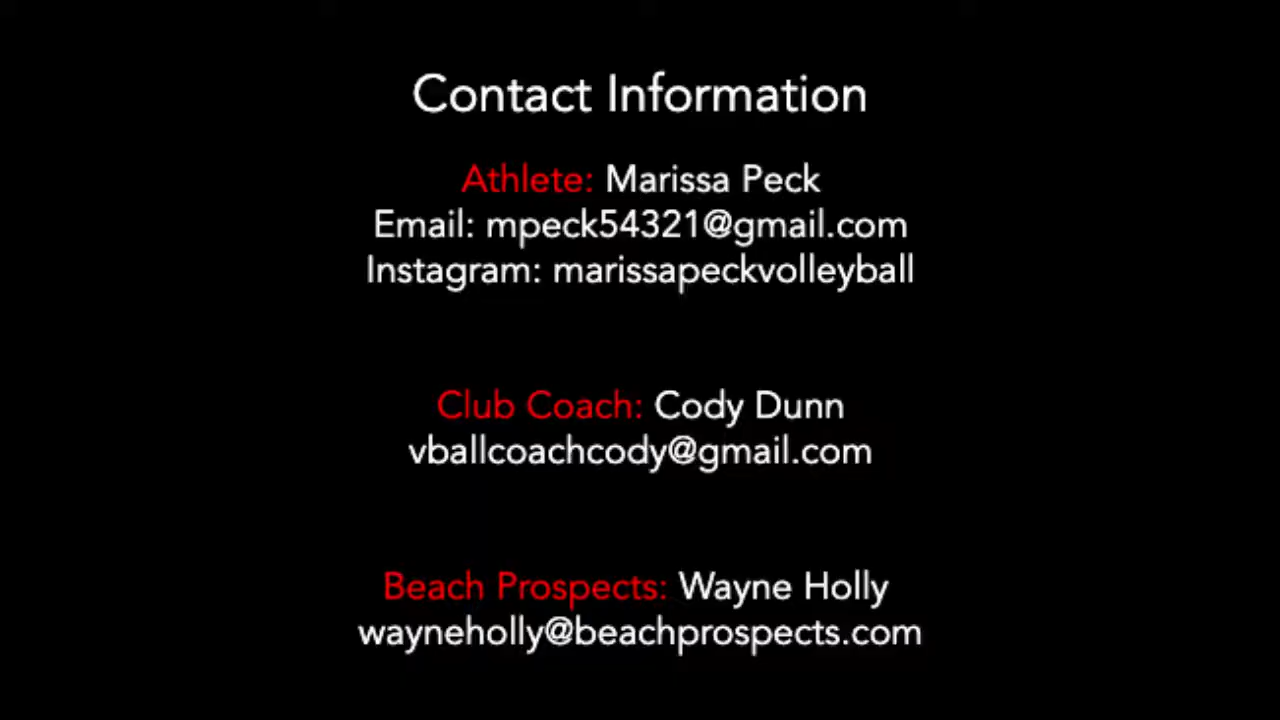 Contact Information
Athlete: Marissa Peck
Email: mpeck54321@gmail.com
Instagram: marissapeckvolleyball
Club Coach: Cody Dunn
vballcoachcody@gmail.com
Beach Prospects: Wayne Holly
wayneholly@beachprospects.com